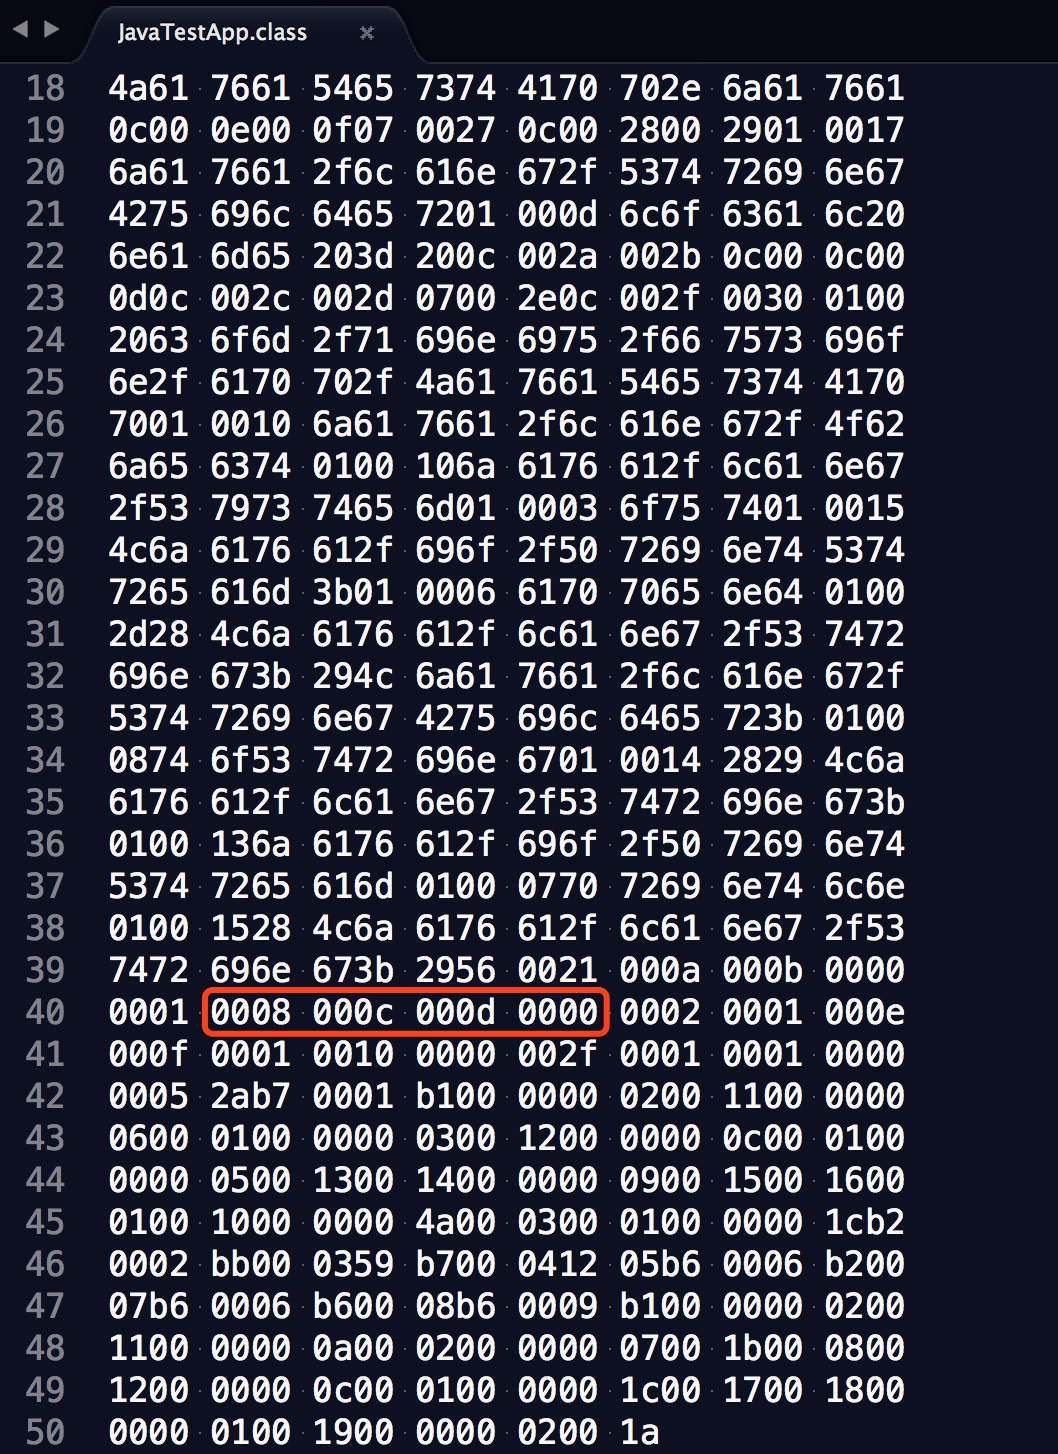 JavaTestApp.class
18 4a61 7661 5465 7374 4170 702e 6a61 7661
19 0c00 0e00 0f07 0027 0c00 2800 2901 0017
20 6a61 7661 2f6c 616e 672f 5374 7269 6e67
21 4275 696c 6465 7201 000d 6c6f 6361 6c20
22 6e61 6d65 203d 200c 002a 002b 0c00 0c00
23 0d0c 002c 002d 0700 2e0c 002f 0030 0100
24 2063 6f6d 2f71 696e 6975 2f66 7573 696f
25 6e2f 6170 702f 4a61 7661 5465 7374 4170
26 7001 0010 6a61 7661 2f6c 616e 672f 4f62
27 6a65 6374 0100 106a 6176 612f 6c61 6e67
28 2f53 7973 7465 6d01 0003 6f75 7401 0015
29 4c6a 6176 612f 696f 2f50 7269 6e74 5374
30 7265 616d 3b01 0006 6170 7065 6e64 0100
31 2d28 4c6a 6176 612f 6c61 6e67 2f53 7472
32 696e 673b 294c 6a61 7661 2f6c 616e 672f
33 5374 7269 6e67 4275 696c 6465 723b 0100
34 0874 6f53 7472 696e 6701 0014 2829 4c6a
35 6176 612f 6c61 6e67 2f53 7472 696e 673b
36 0100 136a 6176 612f 696f 2f50 7269 6e74
37 5374 7265 616d 0100 0770 7269 6e74 6c6e
38 0100 1528 4c6a 6176 612f 6c61 6e67 2f53
39 7472 696e 673b 2956 0021 000a 000b 0000
40 0001 0008 000c 000d 0000 0002 0001 000e
41 000f 0001 0010 0000 002f 0001 0001 0000
42 0005 2ab7 0001 b100 0000 0200 1100 0000
43 0600 0100 0000 0300 1200 0000 0c00 0100
44 0000 0500 1300 1400 0000 0900 1500 1600
45 0100 1000 0000 4a00 0300 0100 0000 1cb2
46 0002 bb00 0359 b700 0412 05b6 0006 b200
47 07b6 0006 b600 08b6 0009 b100 0000 0200
48 1100 0000 0a00 0200 0000 0700 1b00 0800
49 1200 0000 0c00 0100 0000 1c00 1700 1800
50 0000 0100 1900 0000 0200 1a